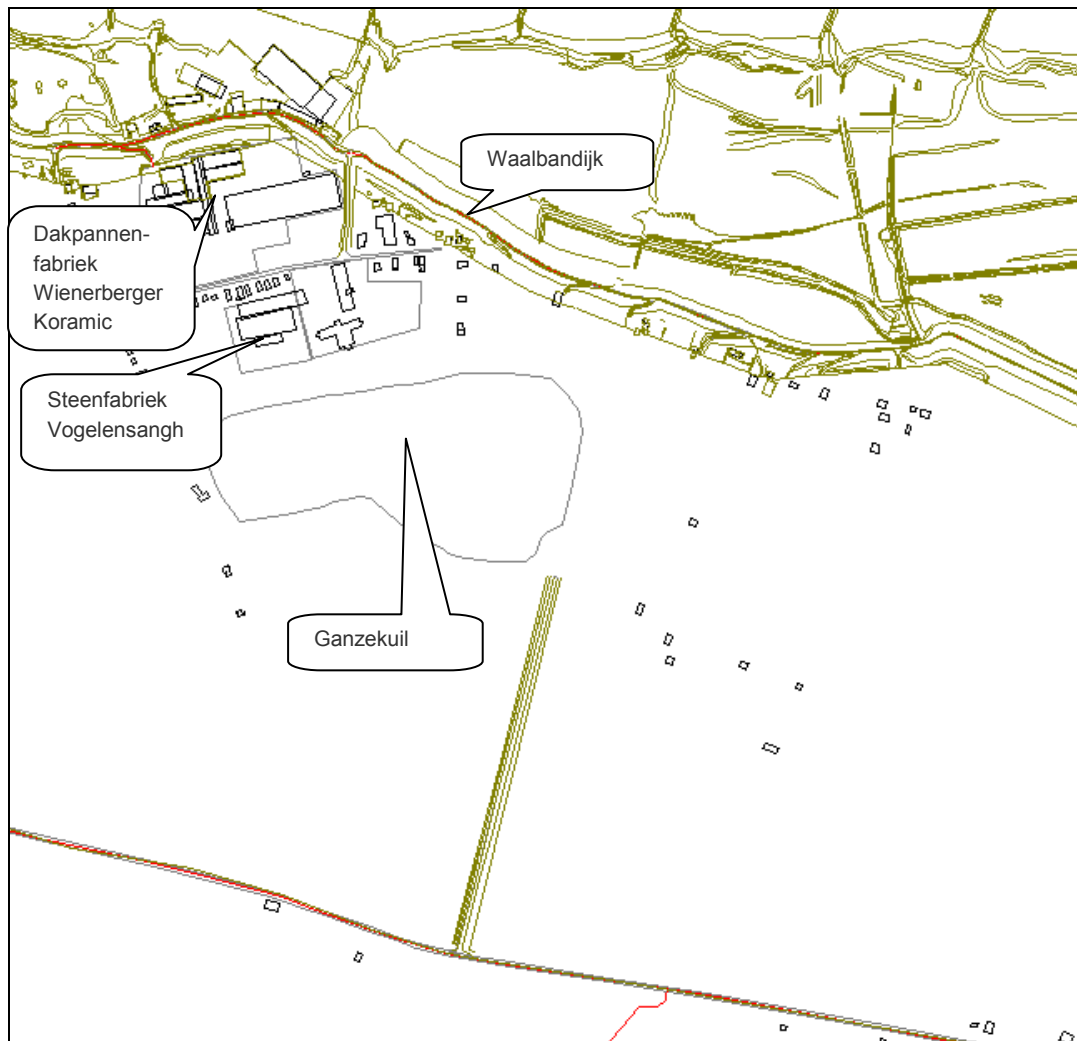 Waalbandijk
Dakpannen-
fabriek
Wienerberger
Koramic
Steenfabriek
Vogelensangh
Ganzekuil